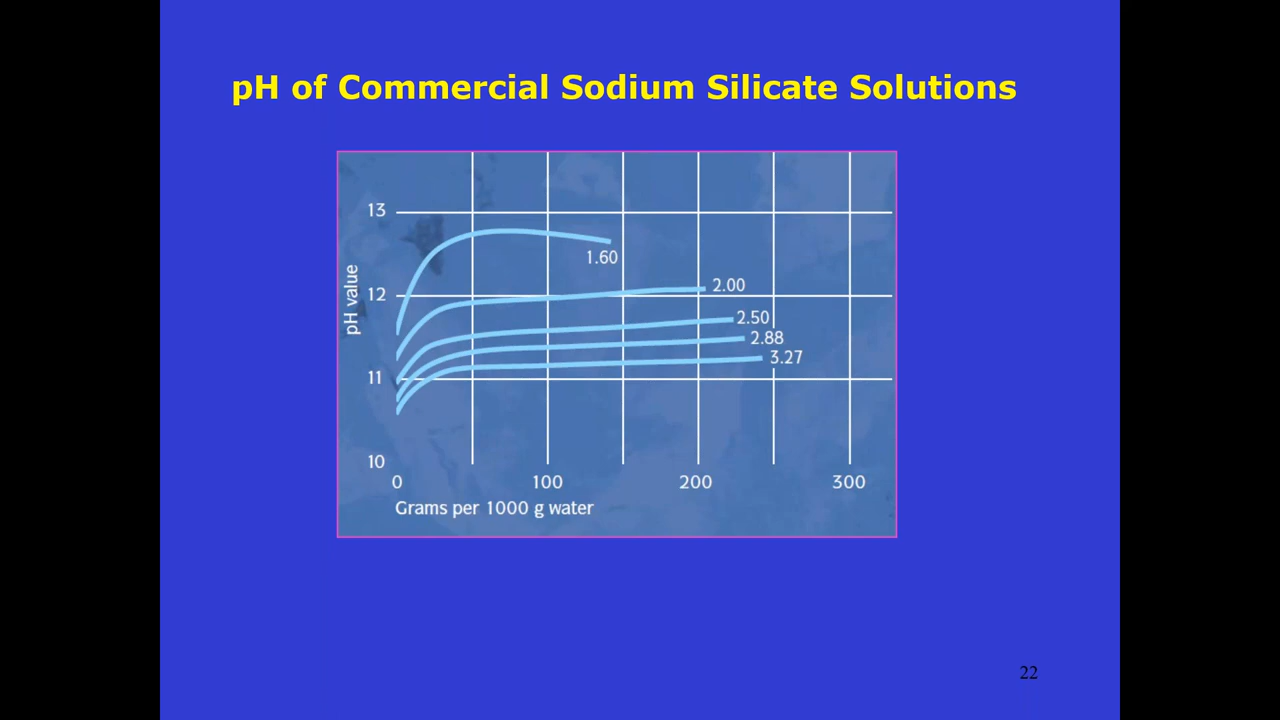 pH of Commercial Sodium Silicate Solutions
13
1.60
pH value
12
2.00
2.50
2.88
3.27
11
10
0 100 200 300
Grams per 1000 g water
22